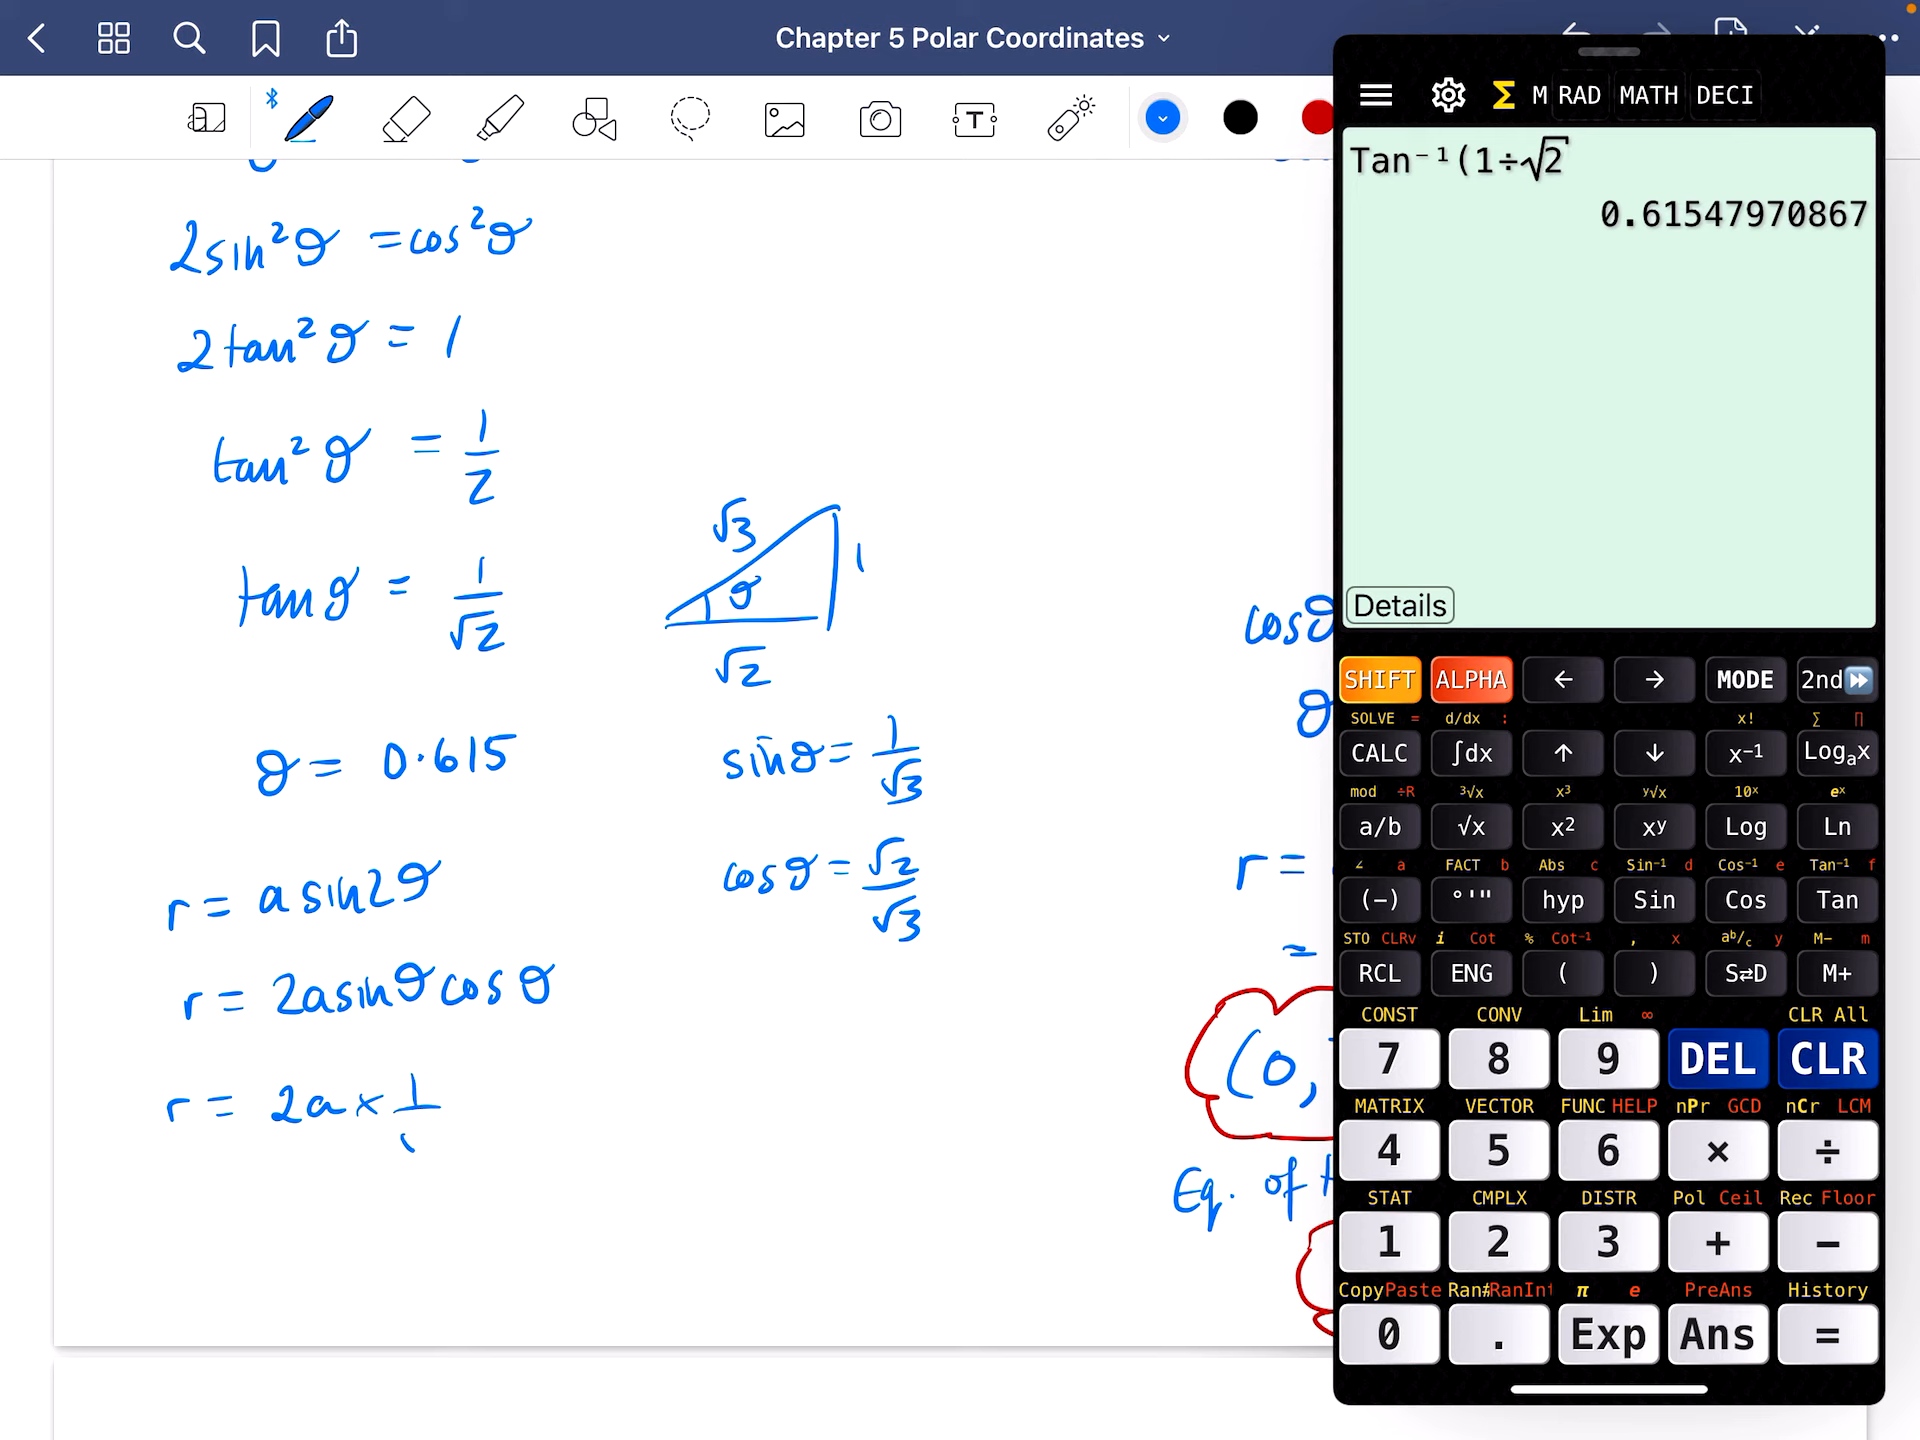 Chapter 5 Polar Coordinates
M RAD MATH DECI
Tan⁻¹(1÷√2
0.61547970867
Details
2sin²θ = cos²θ
2tan²θ = 1
tan²θ = 1/2
tanθ = 1/√2
√3
θ
1
√2
θ = 0.615
sinθ = 1/√3
cosθ = √2/√3
r = asin2θ
r = 2asinθcosθ
r = 2a × 1/
cosθ
θ
r =
=
(0,
Eq. of
SHIFT ALPHA ← → MODE 2nd
SOLVE = d/dx : x! ∑ ∏
CALC ∫dx ↑ ↓ x⁻¹ Logₐx
mod ÷R ³√x x³ ʸ√x 10ˣ eˣ
a/b √x x² xʸ Log Ln
∠ a FACT b Abs c Sin⁻¹ d Cos⁻¹ e Tan⁻¹ f
(−) °'" hyp Sin Cos Tan
STO CLRv i Cot % Cot⁻¹ , x aᵇ/c y M− m
RCL ENG ( ) S⇄D M+
CONST CONV Lim ∞ CLR All
7 8 9 DEL CLR
MATRIX VECTOR FUNC HELP nPr GCD nCr LCM
4 5 6 × ÷
STAT CMPLX DISTR Pol Ceil Rec Floor
1 2 3 + −
Copy Paste Ran# RanInt π e PreAns History
0 . Exp Ans =